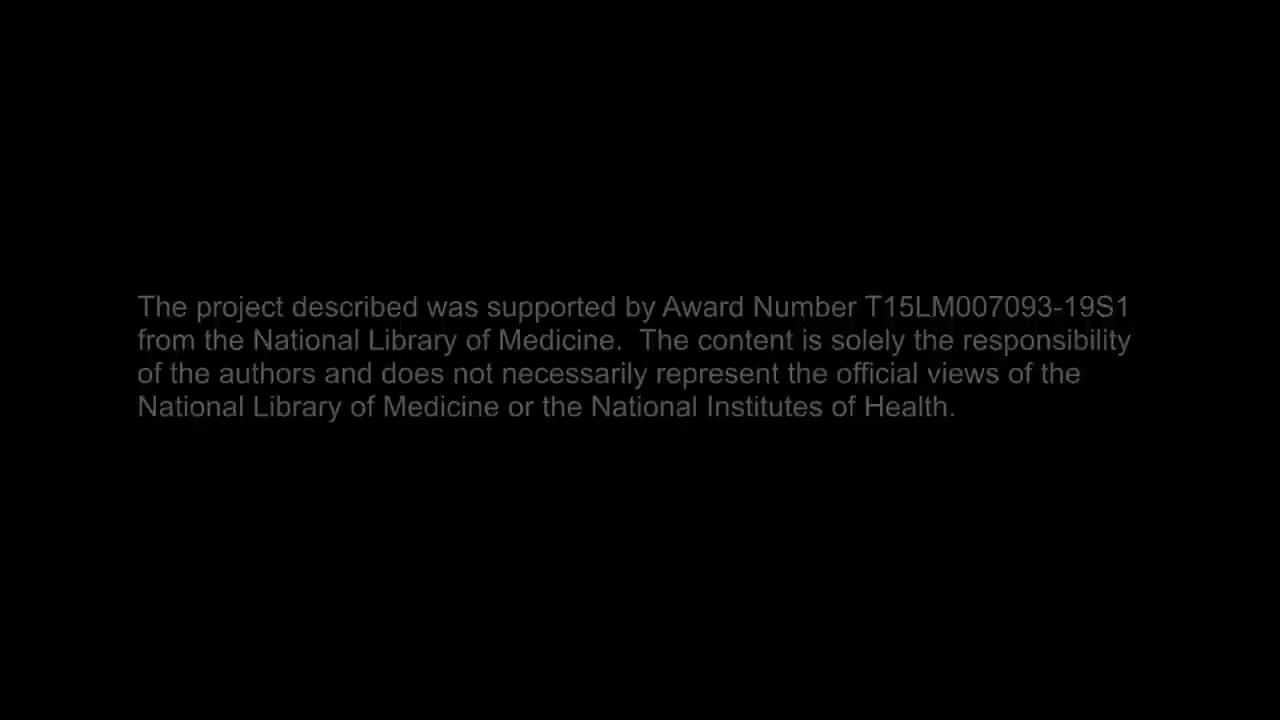 The project described was supported by Award Number T15LM007093-19S1
from the National Library of Medicine.  The content is solely the responsibility
of the authors and does not necessarily represent the official views of the
National Library of Medicine or the National Institutes of Health.